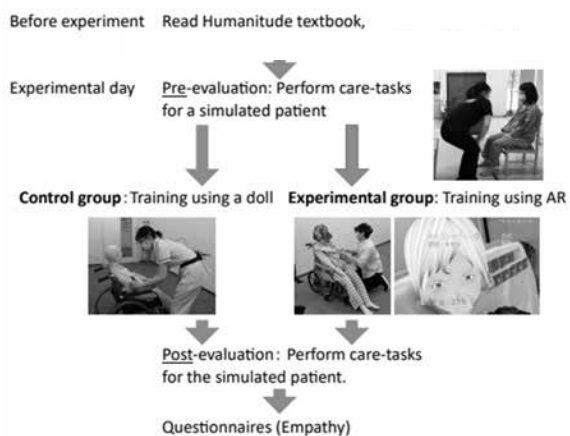 Before experiment Read Humanitude textbook,
Experimental day Pre-evaluation: Perform care-tasks
for a simulated patient
Control group : Training using a doll Experimental group: Training using AR
Post-evaluation: Perform care-tasks
for the simulated patient.
Questionnaires (Empathy)